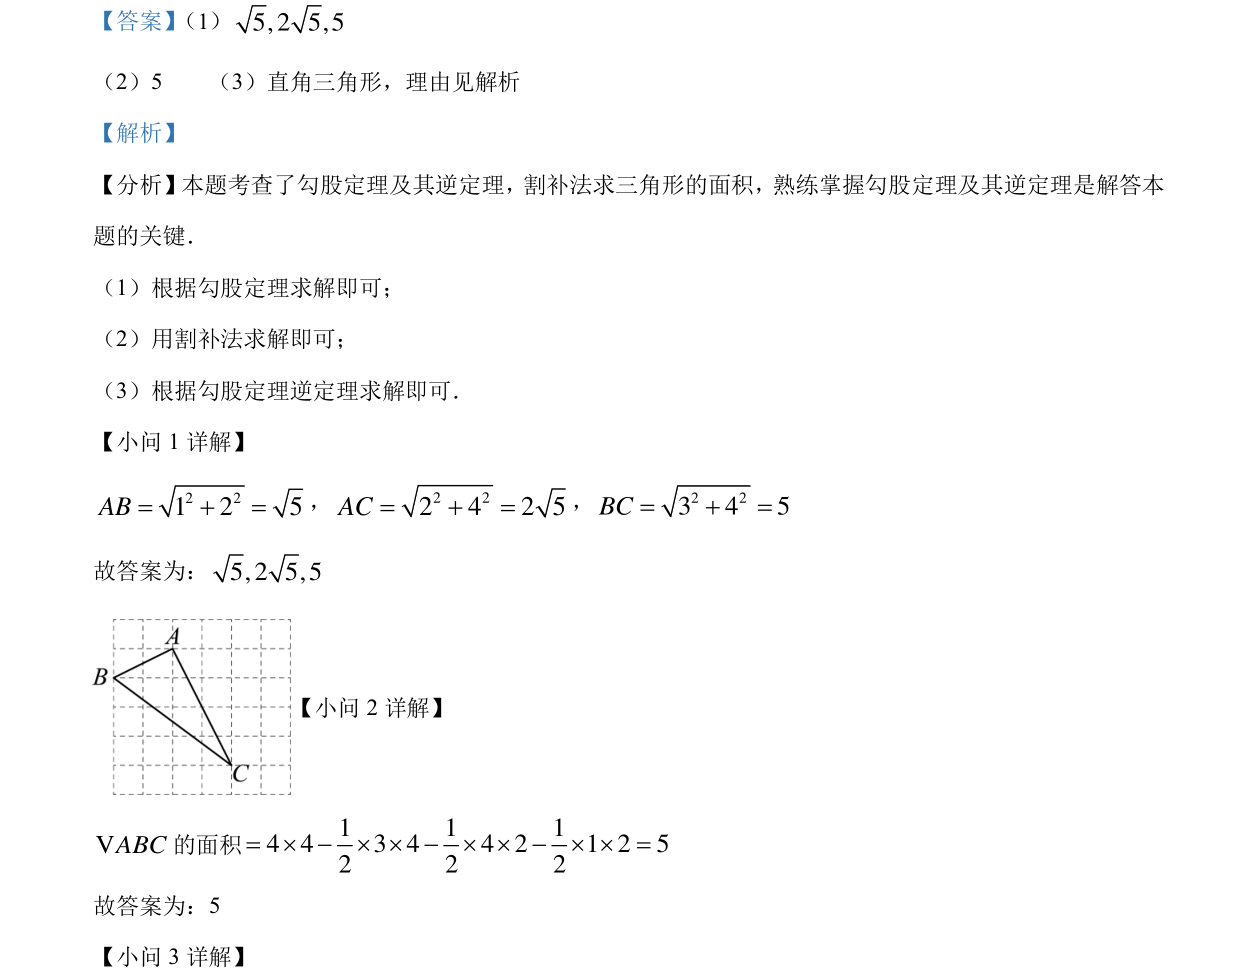 【答案】(1) √5,2√5,5
(2) 5 (3)直角三角形，理由见解析
【解析】
【分析】本题考查了勾股定理及其逆定理，割补法求三角形的面积，熟练掌握勾股定理及其逆定理是解答本
题的关键．
(1)根据勾股定理求解即可；
(2)用割补法求解即可；
(3)根据勾股定理逆定理求解即可．
【小问 1 详解】
AB = √(1²+2²) = √5， AC = √(2²+4²) = 2√5， BC = √(3²+4²) = 5
故答案为： √5,2√5,5
A
B
C
【小问 2 详解】
VABC 的面积 = 4×4 − 1/2 ×3×4 − 1/2 ×4×2 − 1/2 ×1×2 = 5
故答案为：5
【小问 3 详解】